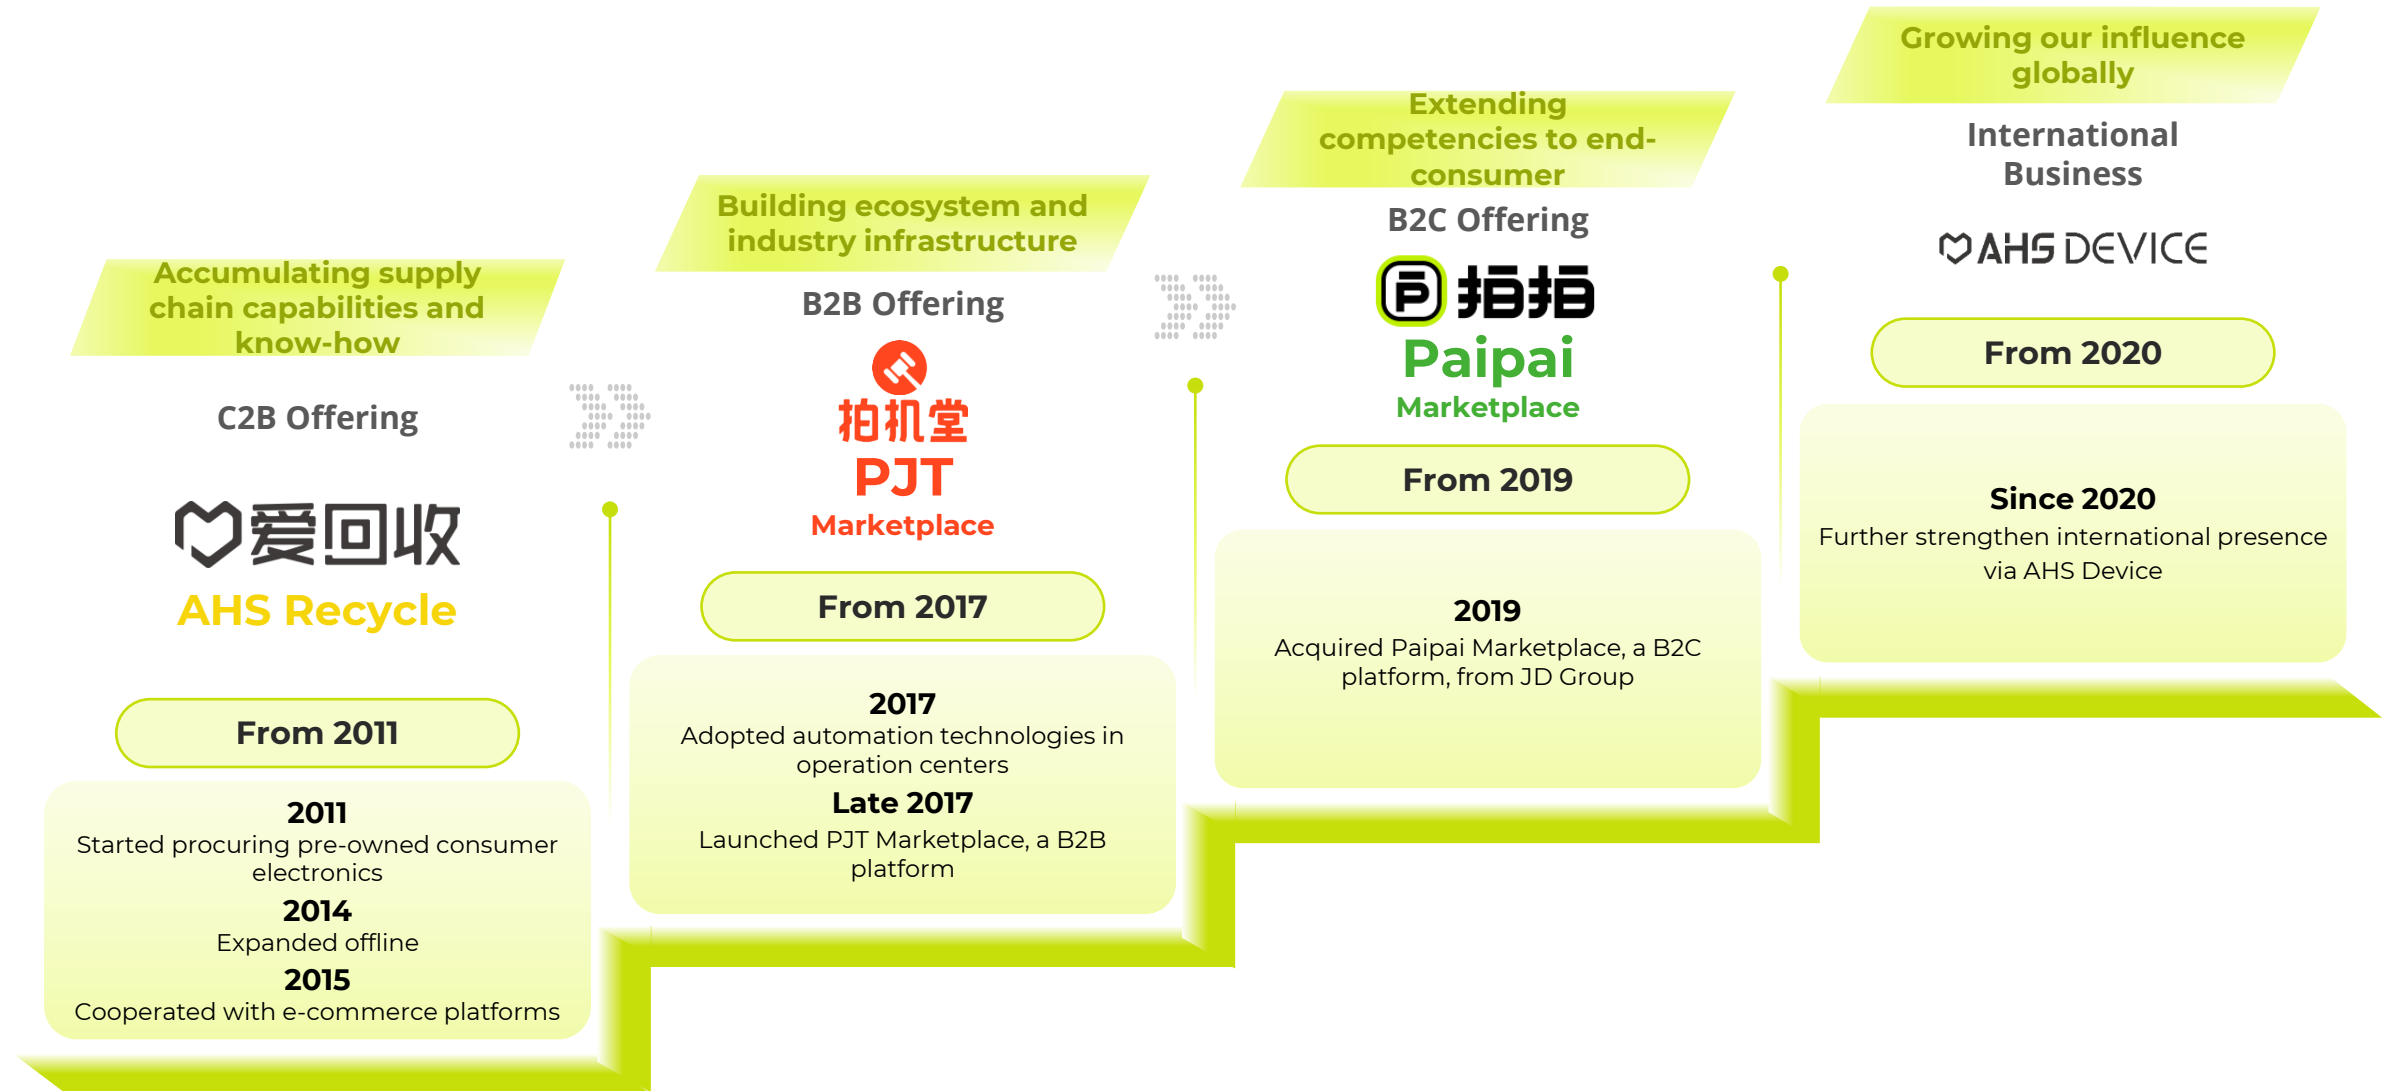 Accumulating supply
chain capabilities and
know-how
C2B Offering
爱回收
AHS Recycle
From 2011
2011
Started procuring pre-owned consumer
electronics
2014
Expanded offline
2015
Cooperated with e-commerce platforms
Building ecosystem and
industry infrastructure
B2B Offering
拍机堂
PJT
Marketplace
From 2017
2017
Adopted automation technologies in
operation centers
Late 2017
Launched PJT Marketplace, a B2B
platform
Extending
competencies to end-
consumer
B2C Offering
P 拍拍
Paipai
Marketplace
From 2019
2019
Acquired Paipai Marketplace, a B2C
platform, from JD Group
Growing our influence
globally
International
Business
AHS DEVICE
From 2020
Since 2020
Further strengthen international presence
via AHS Device